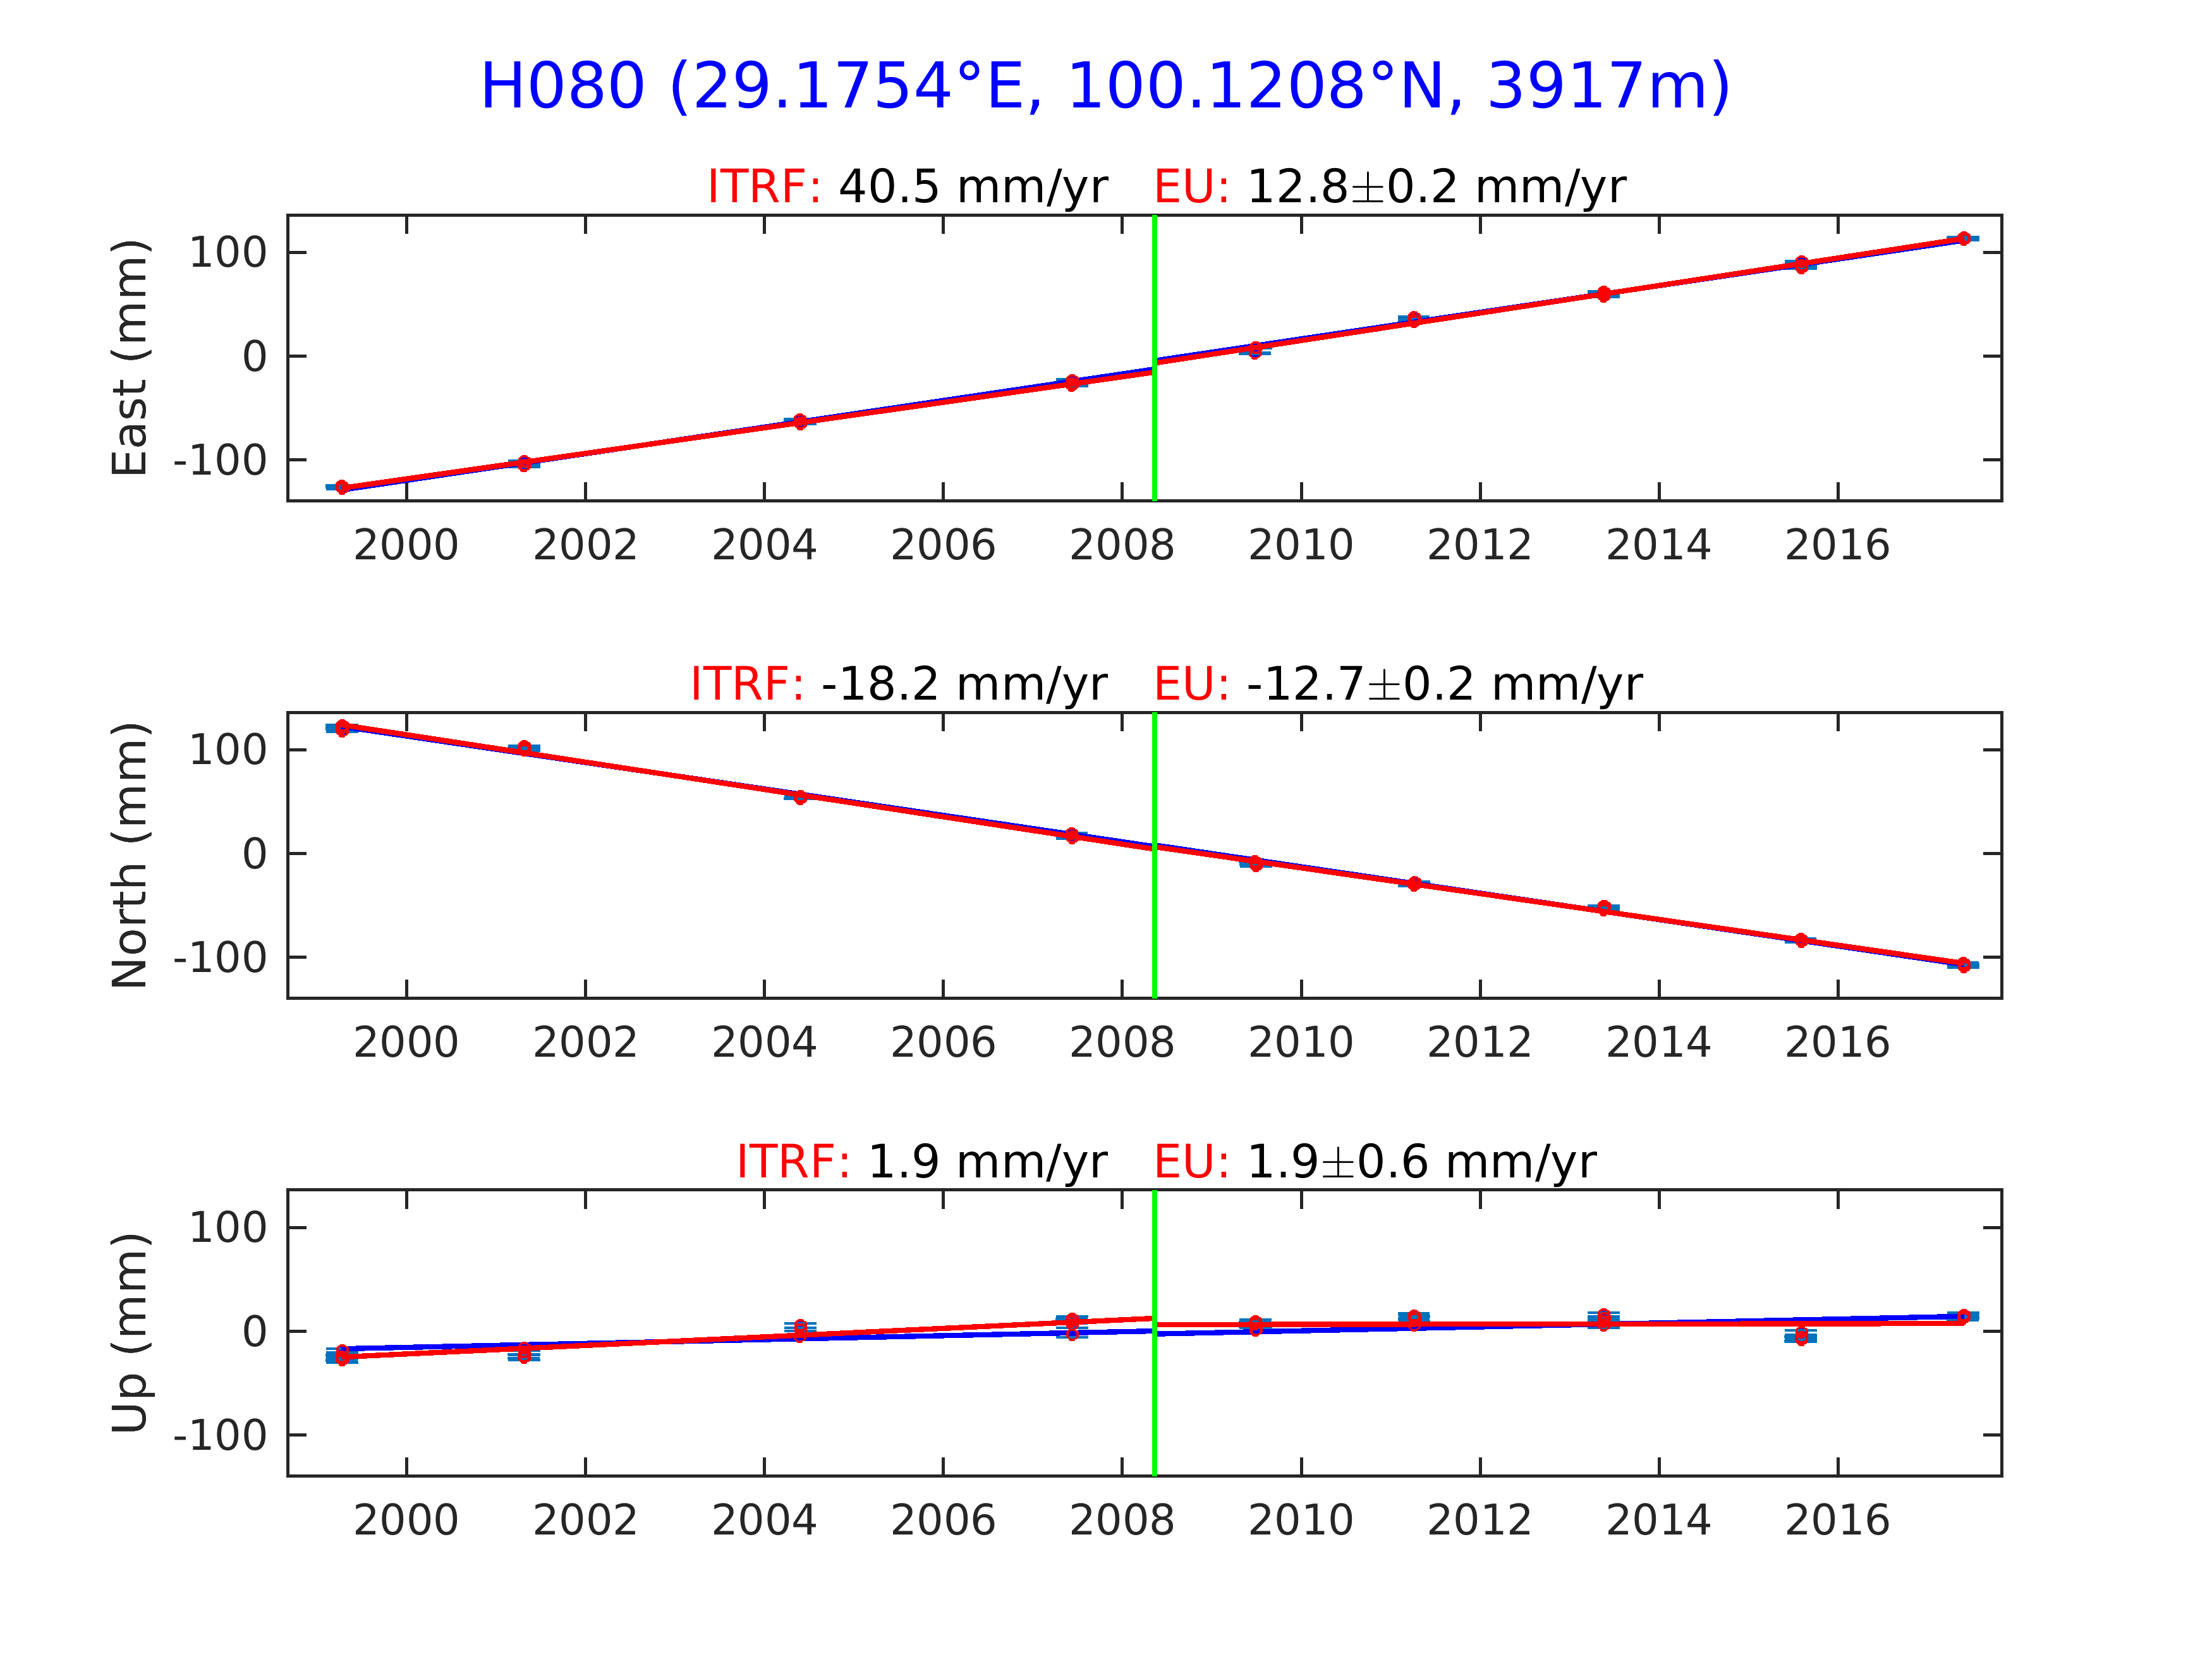 H080 (29.1754°E, 100.1208°N, 3917m)
ITRF: 40.5 mm/yr EU: 12.8±0.2 mm/yr
East (mm)
100
0
-100
2000 2002 2004 2006 2008 2010 2012 2014 2016
ITRF: -18.2 mm/yr EU: -12.7±0.2 mm/yr
North (mm)
100
0
-100
2000 2002 2004 2006 2008 2010 2012 2014 2016
ITRF: 1.9 mm/yr EU: 1.9±0.6 mm/yr
Up (mm)
100
0
-100
2000 2002 2004 2006 2008 2010 2012 2014 2016